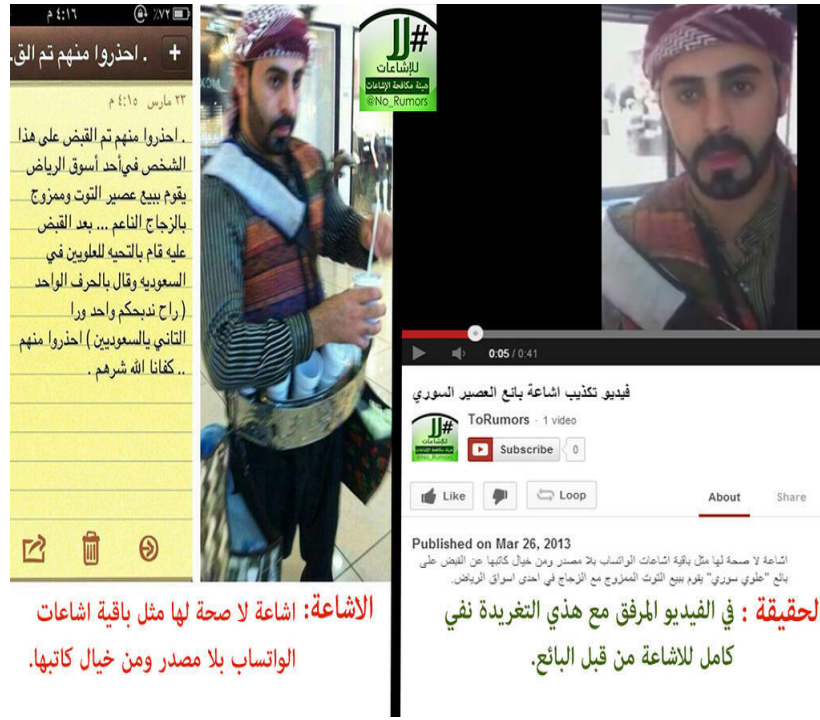 ٤:١٦ م
٪٧٢
. احذروا منهم تم الق..
+
٢٣ مارس ٤:١٥ م
. احذروا منهم تم القبض على هذا
الشخص في أحد أسوق الرياض
يقوم ببيع عصير التوت وممزوج
بالزجاج الناعم ... بعد القبض
عليه قام بالتحيه للعلويين في
السعوديه وقال بالحرف الواحد
( راح ندبحكم واحد ورا
التاني يالسعوديين ) احذروا منهم
.. كفانا الله شرهم .
#لا
للإشاعات
هيئة مكافحة الإشاعات
@No_Rumors
0:05 / 0:41
فيديو تكذيب اشاعة بائع العصير السوري
#لا
ToRumors · 1 video
Subscribe 0
Like
Loop
About
Share
Published on Mar 26, 2013
اشاعة لا صحة لها مثل باقية اشاعات الواتساب بلا مصدر ومن خيال كاتبها عن القبض على
بائع "علوي سوري" يقوم ببيع التوت الممزوج مع الزجاج في احدى اسواق الرياض.
الاشاعة: اشاعة لا صحة لها مثل باقية اشاعات
الواتساب بلا مصدر ومن خيال كاتبها.
لحقيقة : في الفيديو المرفق مع هذي التغريدة نفي
كامل للاشاعة من قبل البائع.